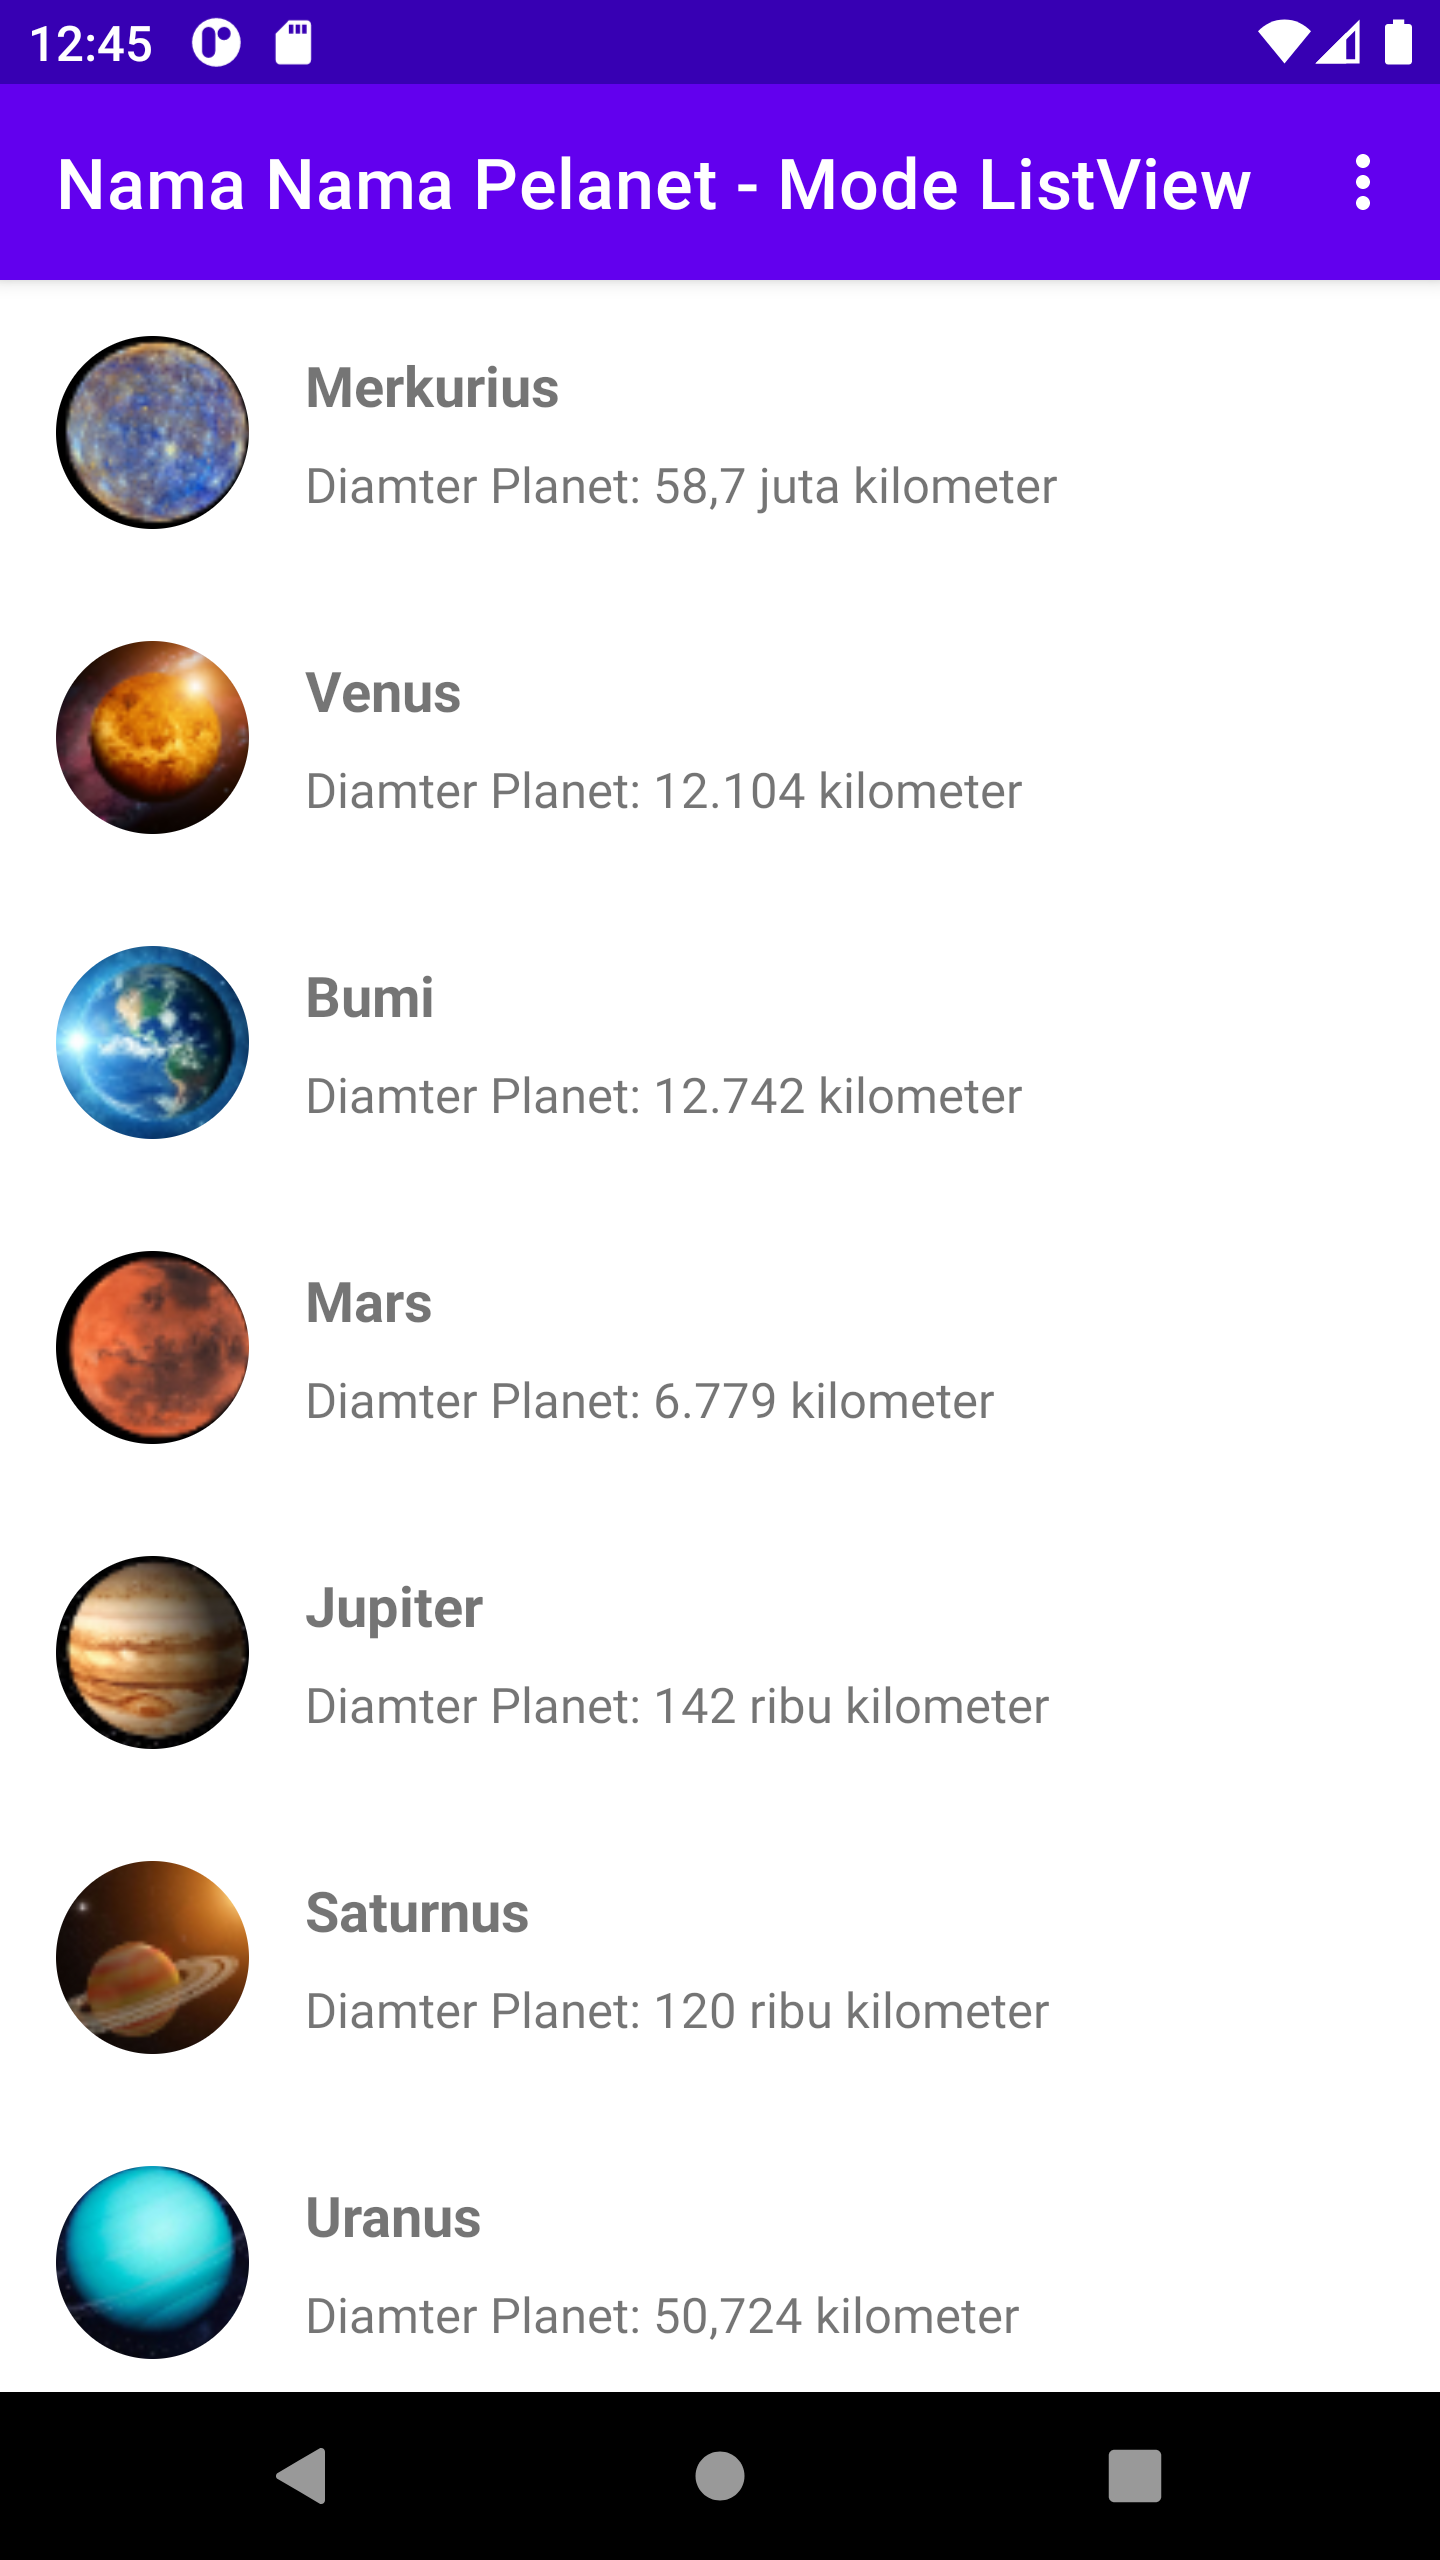 12:45
Nama Nama Pelanet - Mode ListView
Merkurius
Diamter Planet: 58,7 juta kilometer
Venus
Diamter Planet: 12.104 kilometer
Bumi
Diamter Planet: 12.742 kilometer
Mars
Diamter Planet: 6.779 kilometer
Jupiter
Diamter Planet: 142 ribu kilometer
Saturnus
Diamter Planet: 120 ribu kilometer
Uranus
Diamter Planet: 50,724 kilometer